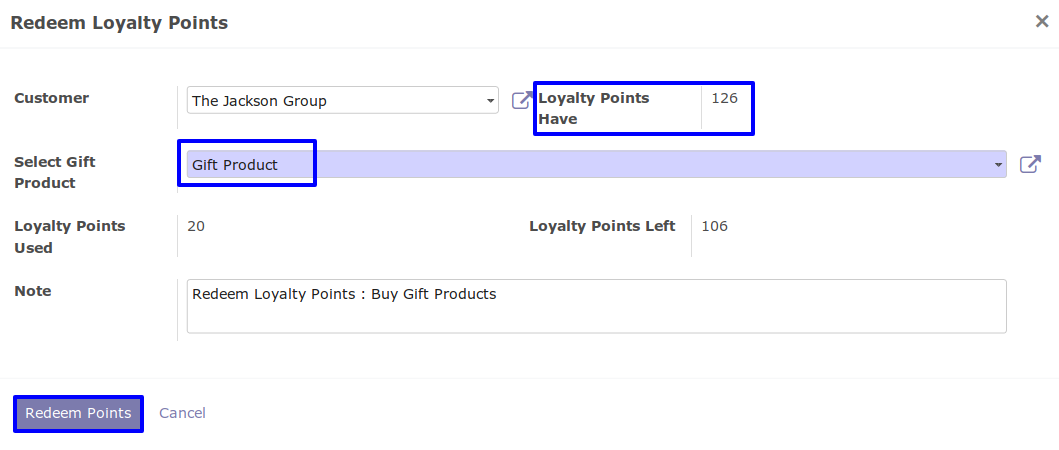 Redeem Loyalty Points ×
Customer The Jackson Group Loyalty Points Have 126
Select Gift Product Gift Product
Loyalty Points Used 20 Loyalty Points Left 106
Note Redeem Loyalty Points : Buy Gift Products
Redeem Points Cancel